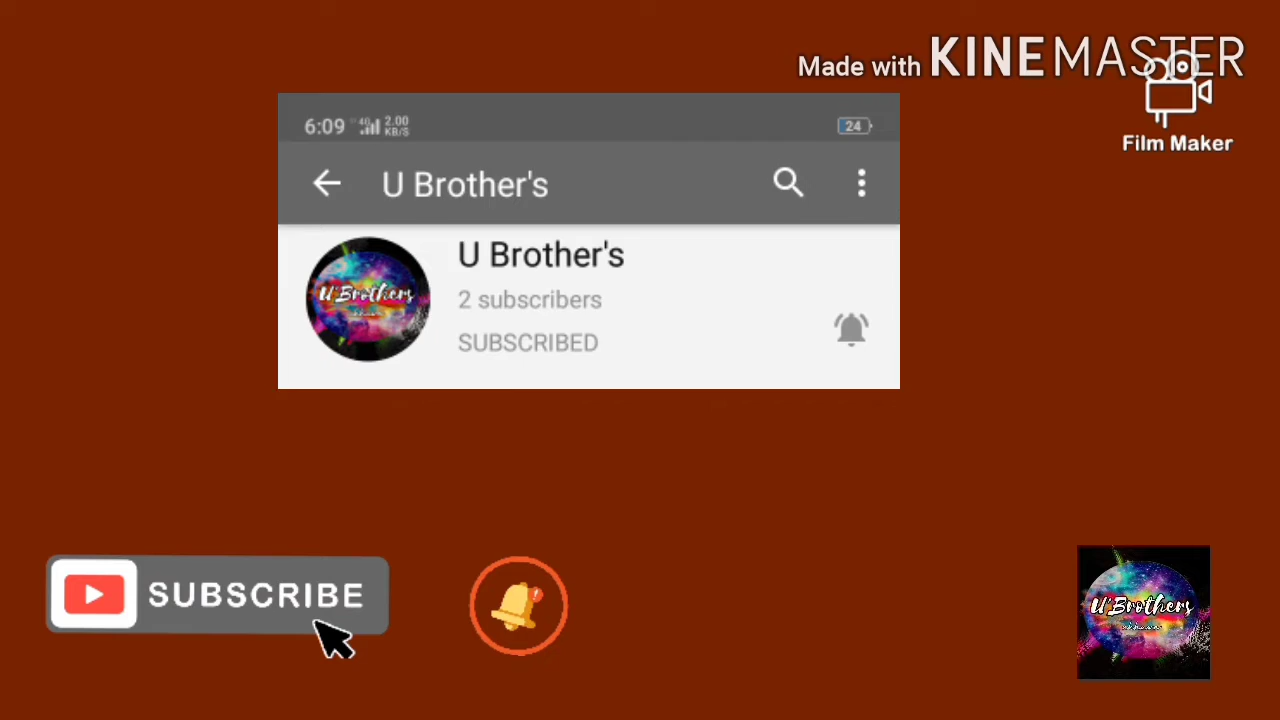 Made with KINEMASTER
Film Maker
6:09 4G 2.00 KB/S 24
U Brother's
U Brother's
2 subscribers
SUBSCRIBED
U'Brothers
SUBSCRIBE
U'Brothers